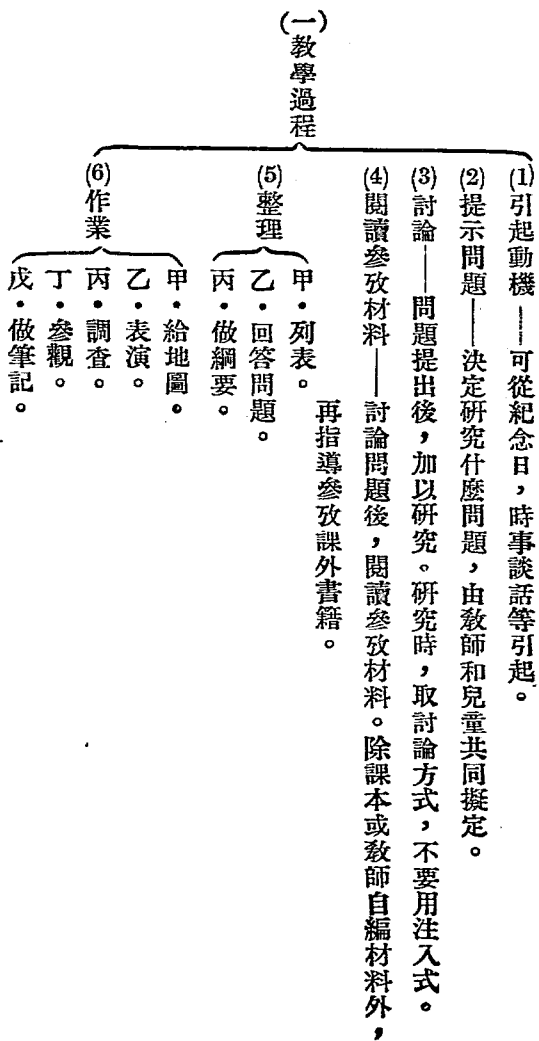 (一)教學過程
(1)引起動機——可從紀念日，時事談話等引起。
(2)提示問題——決定研究什麼問題，由敎師和兒童共同擬定。
(3)討論——問題提出後，加以研究。研究時，取討論方式，不要用注入式。
(4)閱讀參攷材料——討論問題後，閱讀參攷材料。除課本或敎師自編材料外，
再指導參攷課外書籍。
(5)整理
甲・列表。
乙・回答問題。
丙・做綱要。
(6)作業
甲・給地圖。
乙・表演。
丙・調查。
丁・參觀。
戊・做筆記。